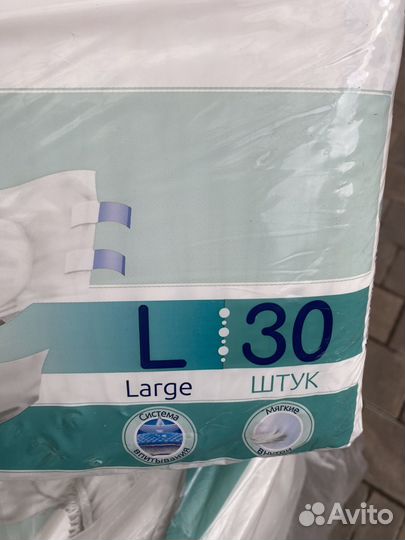 L 30
Large ШТУК
Система Мягкие
впитывания
Avito